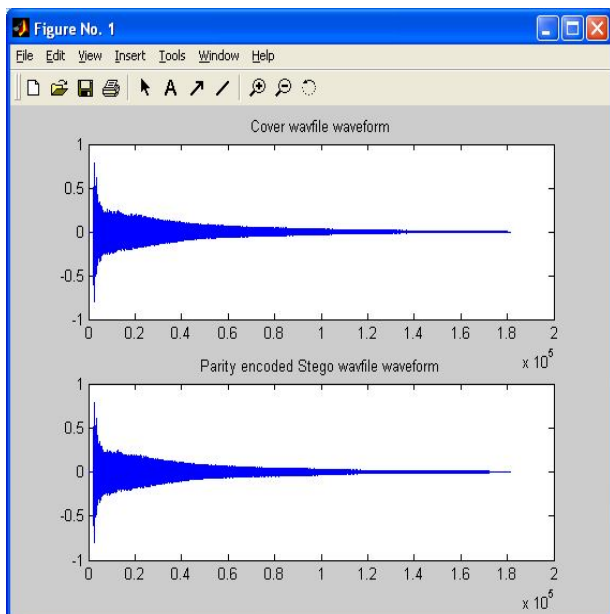 Figure No. 1
File Edit View Insert Tools Window Help
A
Cover wavfile waveform
1
0.5
0
-0.5
-1
0 0.2 0.4 0.6 0.8 1 1.2 1.4 1.6 1.8 2
x 10^5
Parity encoded Stego wavfile waveform
1
0.5
0
-0.5
-1
0 0.2 0.4 0.6 0.8 1 1.2 1.4 1.6 1.8 2
x 10^5